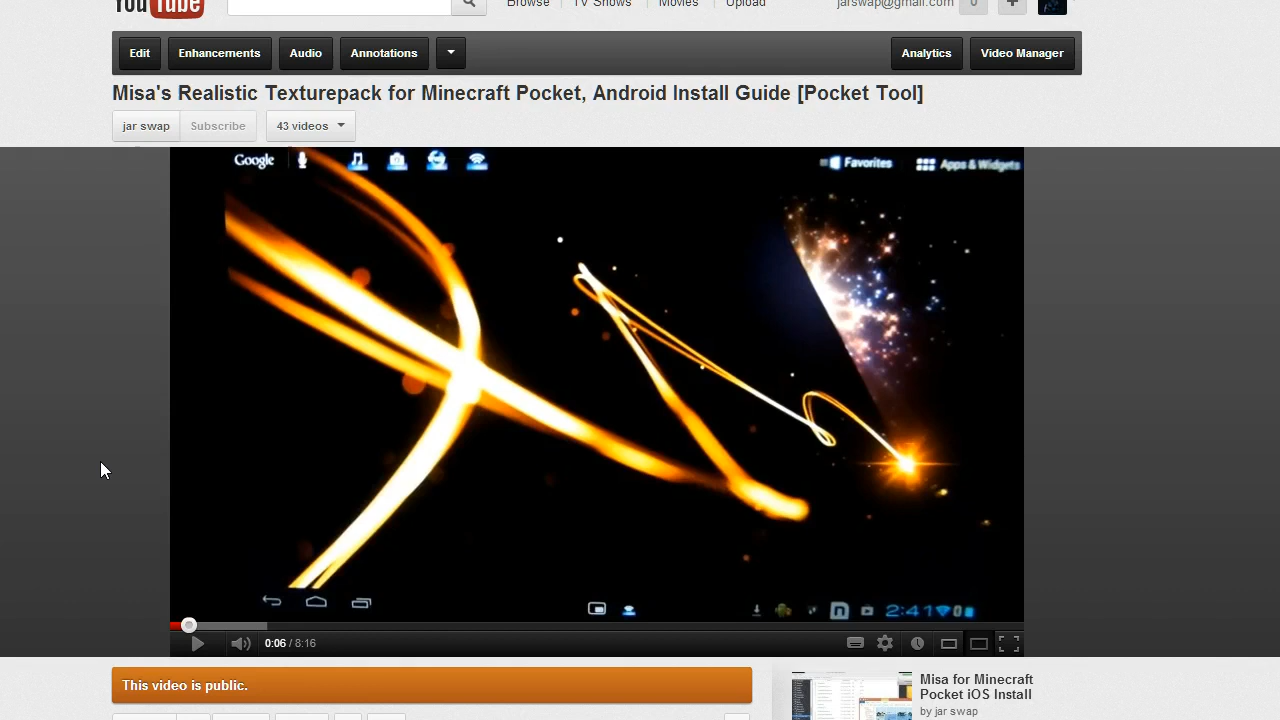 YouTube
Browse TV Shows Movies Upload jarswap@gmail.com 0 +
Edit Enhancements Audio Annotations Analytics Video Manager
Misa's Realistic Texturepack for Minecraft Pocket, Android Install Guide [Pocket Tool]
jar swap Subscribe 43 videos
Google Favorites Apps & Widgets
n 2:41
0:06 / 8:16
This video is public.
Misa for Minecraft
Pocket iOS Install
by jar swap